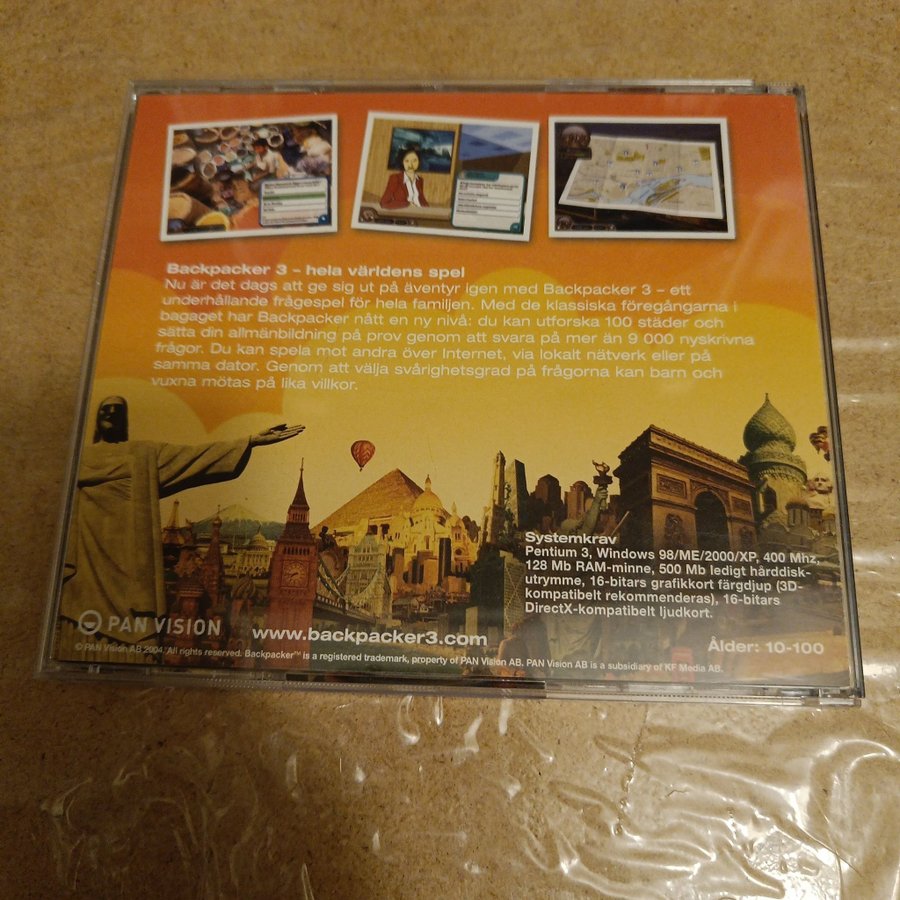 Backpacker 3 – hela världens spel
Nu är det dags att ge sig ut på äventyr igen med Backpacker 3 – ett
underhållande frågespel för hela familjen. Med de klassiska föregångarna i
bagaget har Backpacker nått en ny nivå: du kan utforska 100 städer och
sätta din allmänbildning på prov genom att svara på mer än 9 000 nyskrivna
frågor. Du kan spela mot andra över Internet, via lokalt nätverk eller på
samma dator. Genom att välja svårighetsgrad på frågorna kan barn och
vuxna mötas på lika villkor.
Systemkrav
Pentium 3, Windows 98/ME/2000/XP, 400 Mhz,
128 Mb RAM-minne, 500 Mb ledigt hårddisk-
utrymme, 16-bitars grafikkort färgdjup (3D-
kompatibelt rekommenderas), 16-bitars
DirectX-kompatibelt ljudkort.
PAN VISION
www.backpacker3.com
Ålder: 10-100
© PAN Vision AB 2004. All rights reserved. Backpacker™ is a registered trademark, property of PAN Vision AB. PAN Vision AB is a subsidiary of KF Media AB.